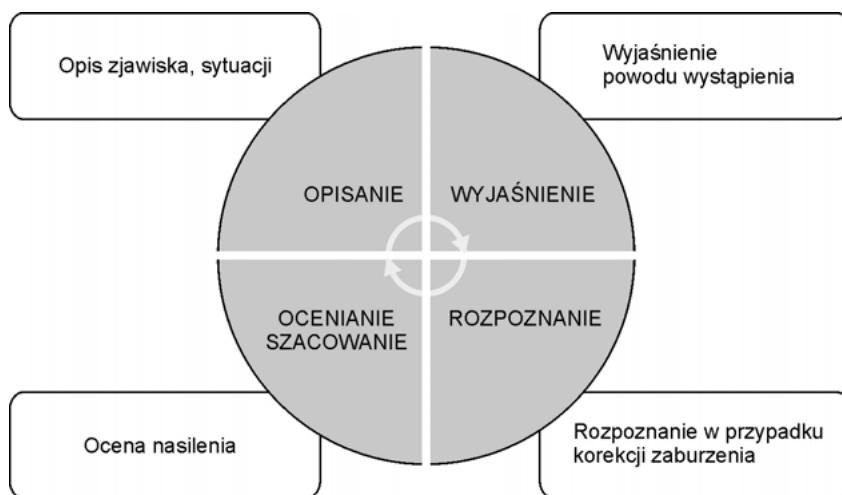 Opis zjawiska, sytuacji
Wyjaśnienie
powodu wystąpienia
OPISANIE
WYJAŚNIENIE
OCENIANIE
SZACOWANIE
ROZPOZNANIE
Ocena nasilenia
Rozpoznanie w przypadku
korekcji zaburzenia